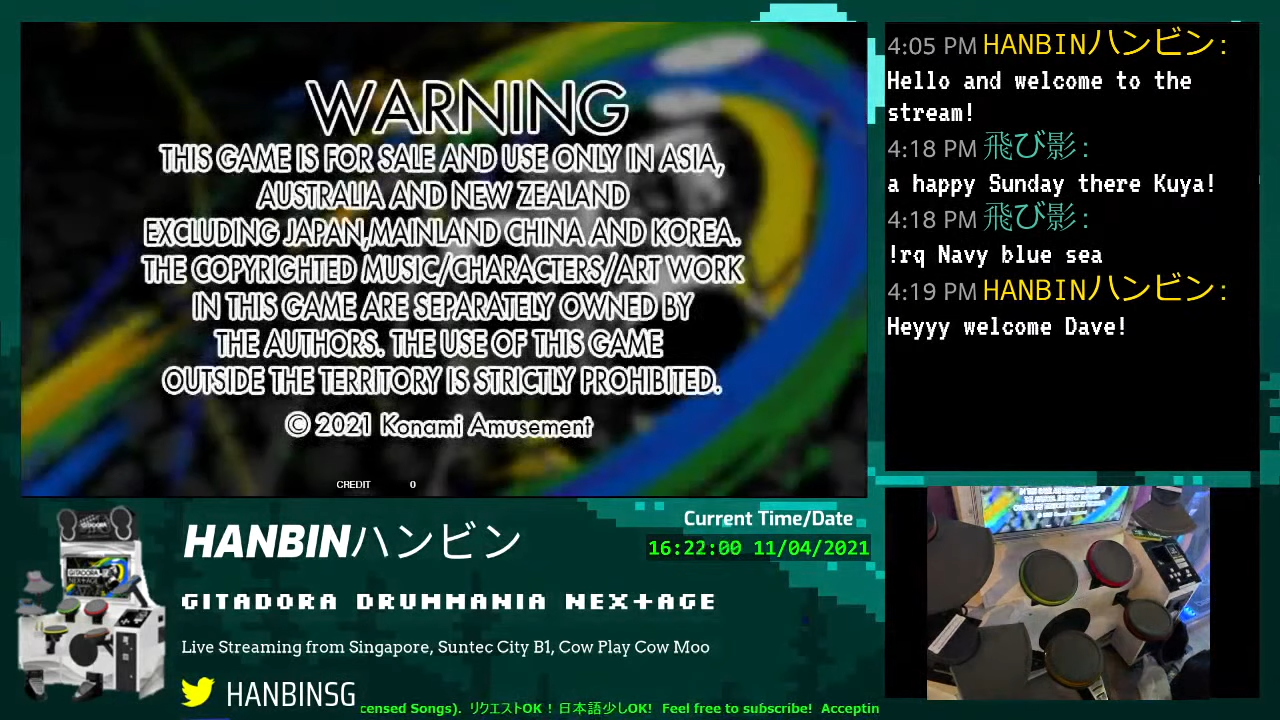 WARNING
THIS GAME IS FOR SALE AND USE ONLY IN ASIA,
AUSTRALIA AND NEW ZEALAND
EXCLUDING JAPAN,MAINLAND CHINA AND KOREA.
THE COPYRIGHTED MUSIC/CHARACTERS/ART WORK
IN THIS GAME ARE SEPARATELY OWNED BY
THE AUTHORS. THE USE OF THIS GAME
OUTSIDE THE TERRITORY IS STRICTLY PROHIBITED.
© 2021 Konami Amusement
CREDIT 0
4:05 PM HANBINハンビン:
Hello and welcome to the
stream!
4:18 PM 飛び影:
a happy Sunday there Kuya!
4:18 PM 飛び影:
!rq Navy blue sea
4:19 PM HANBINハンビン:
Heyyy welcome Dave!
HANBINハンビン
Current Time/Date
16:22:00 11/04/2021
GITADORA DRUMMANIA NEX+AGE
Live Streaming from Singapore, Suntec City B1, Cow Play Cow Moo
HANBINSG
censed Songs). リクエストOK！日本語少しOK! Feel free to subscribe! Acceptin